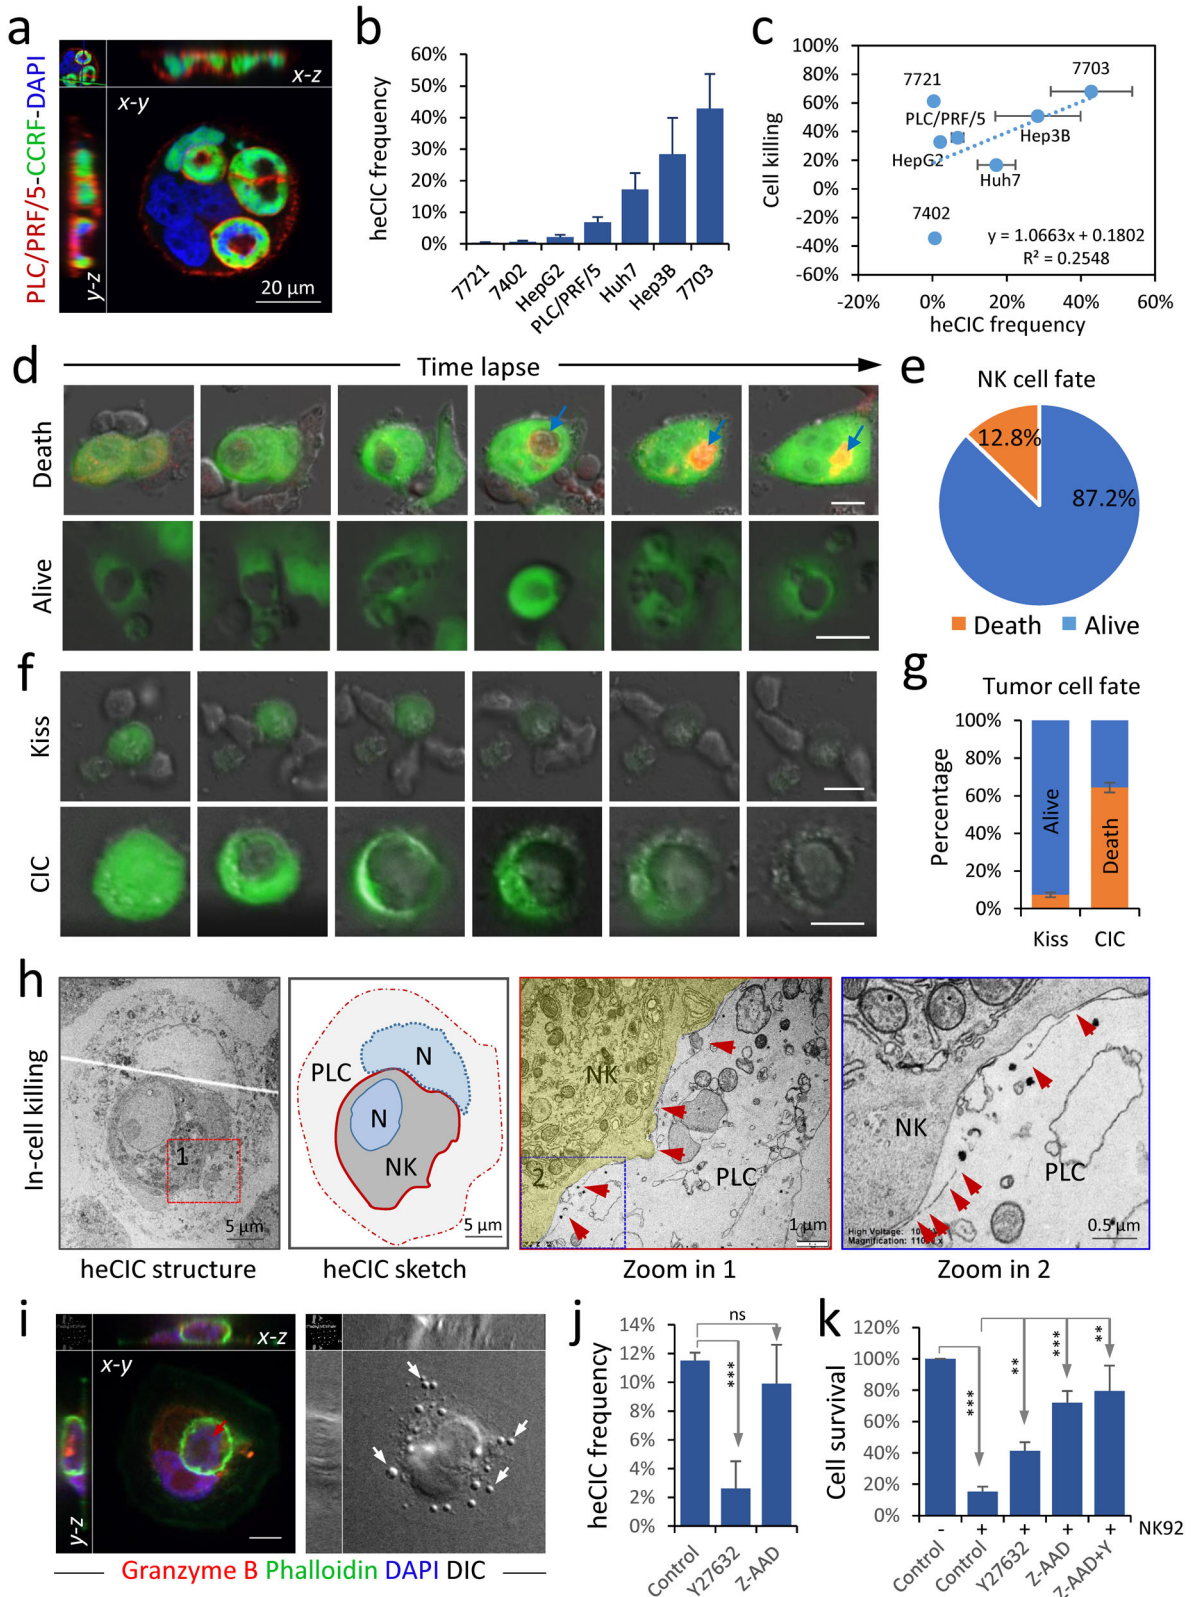 a
PLC/PRF/5-CCRF-DAPI
x-z
x-y
y-z
20 μm
b
heCIC frequency
60%
50%
40%
30%
20%
10%
0%
7721
7402
HepG2
PLC/PRF/5
Huh7
Hep3B
7703
c
Cell killing
100%
80%
60%
40%
20%
0%
-20%
-40%
-60%
7721
7703
PLC/PRF/5
Hep3B
HepG2
Huh7
7402
y = 1.0663x + 0.1802
R² = 0.2548
-20% 0% 20% 40% 60%
heCIC frequency
d
Time lapse
Death
Alive
e
NK cell fate
12.8%
87.2%
Death Alive
f
Kiss
CIC
g
Tumor cell fate
Percentage
100%
80%
60%
40%
20%
0%
Alive
Death
Kiss CIC
h
In-cell killing
1
5 μm
heCIC structure
PLC
N
N
NK
5 μm
heCIC sketch
NK
2
PLC
1 μm
Zoom in 1
NK
PLC
0.5 μm
Zoom in 2
i
x-z
x-y
y-z
Granzyme B Phalloidin DAPI DIC
j
heCIC frequency
14%
12%
10%
8%
6%
4%
2%
0%
ns
***
Control
Y27632
Z-AAD
k
Cell survival
120%
100%
80%
60%
40%
20%
0%
***
**
***
**
- + + + + NK92
Control
Control
Y27632
Z-AAD
Z-AAD+Y